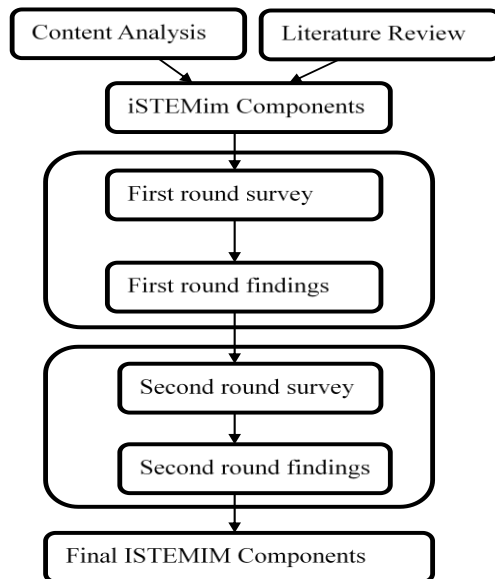 Content Analysis
Literature Review
iSTEMim Components
First round survey
First round findings
Second round survey
Second round findings
Final ISTEMIM Components